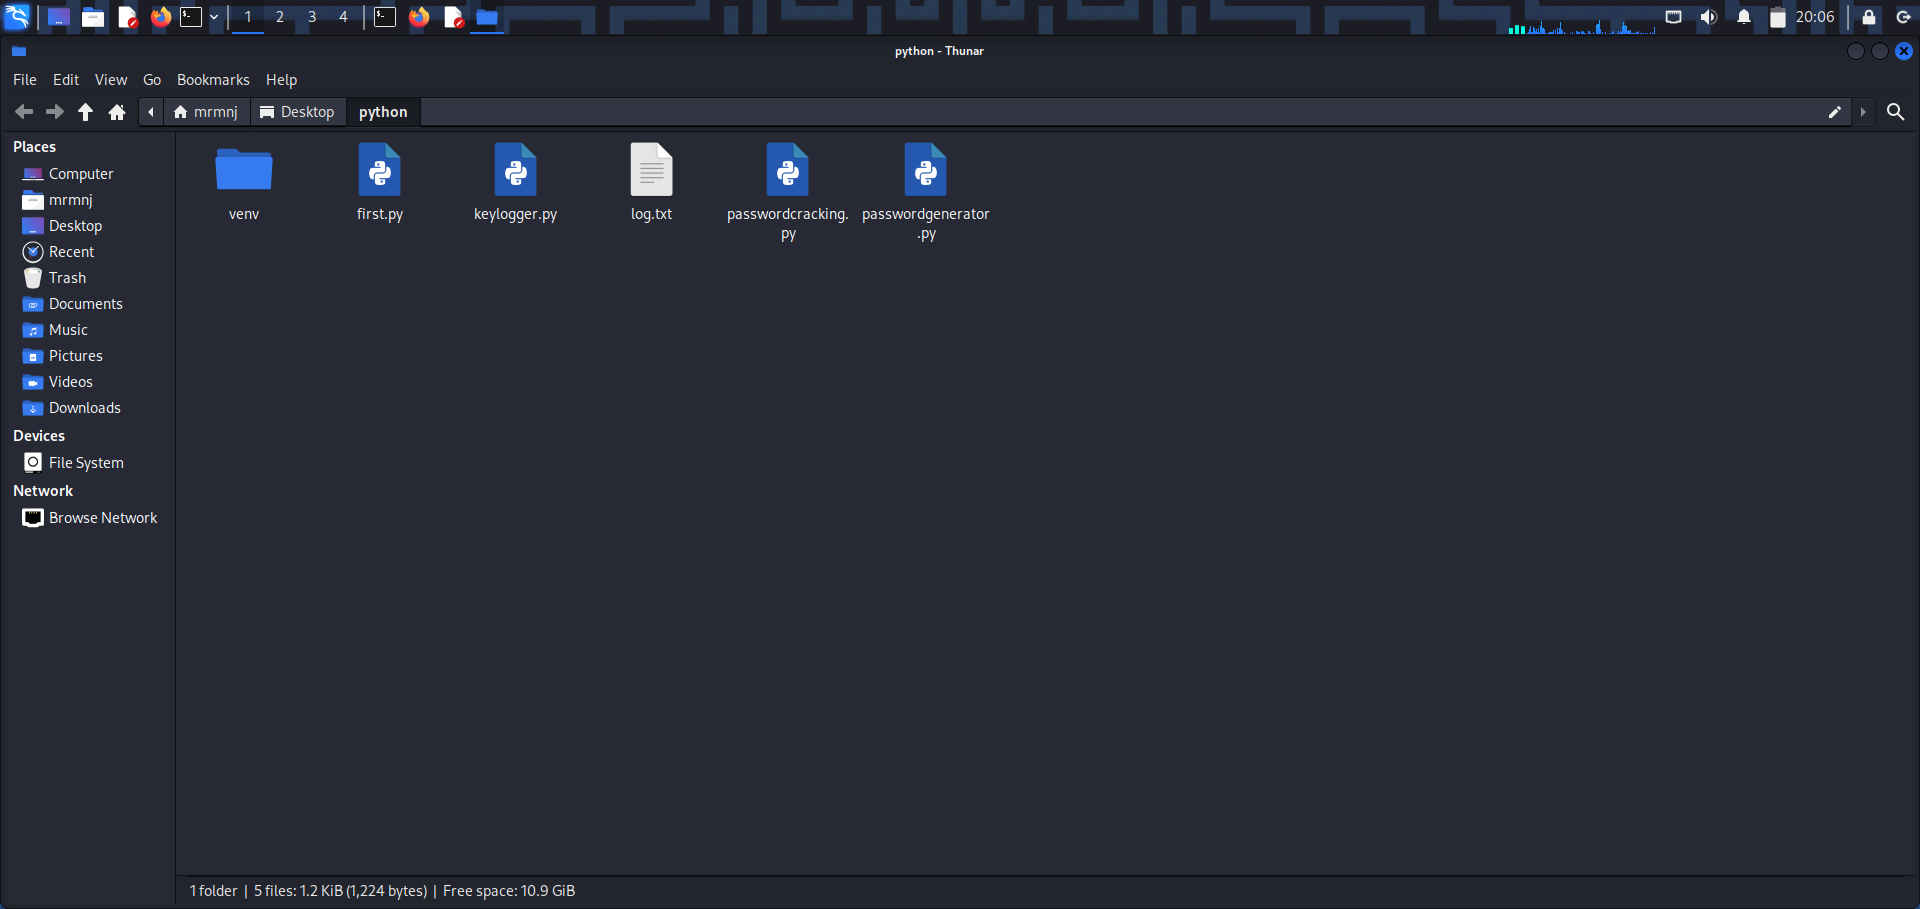 1 2 3 4 20:06
python - Thunar
File Edit View Go Bookmarks Help
mrmnj Desktop python
Places
Computer
mrmnj
Desktop
Recent
Trash
Documents
Music
Pictures
Videos
Downloads
Devices
File System
Network
Browse Network
venv
first.py
keylogger.py
log.txt
passwordcracking.
py
passwordgenerator
.py
1 folder | 5 files: 1.2 KiB (1,224 bytes) | Free space: 10.9 GiB